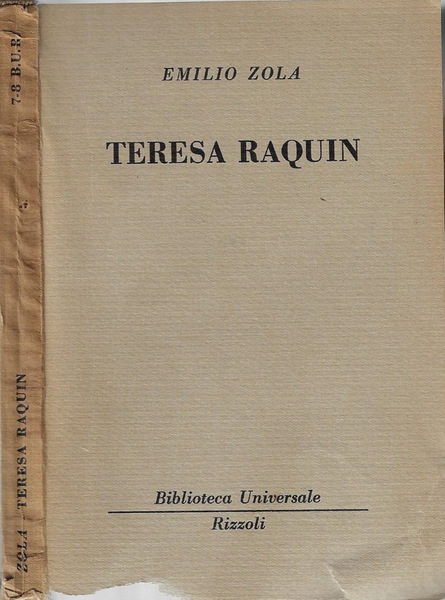 EMILIO ZOLA
TERESA RAQUIN
Biblioteca Universale
Rizzoli
ZOLA - TERESA RAQUIN
7-8 B.U.R.